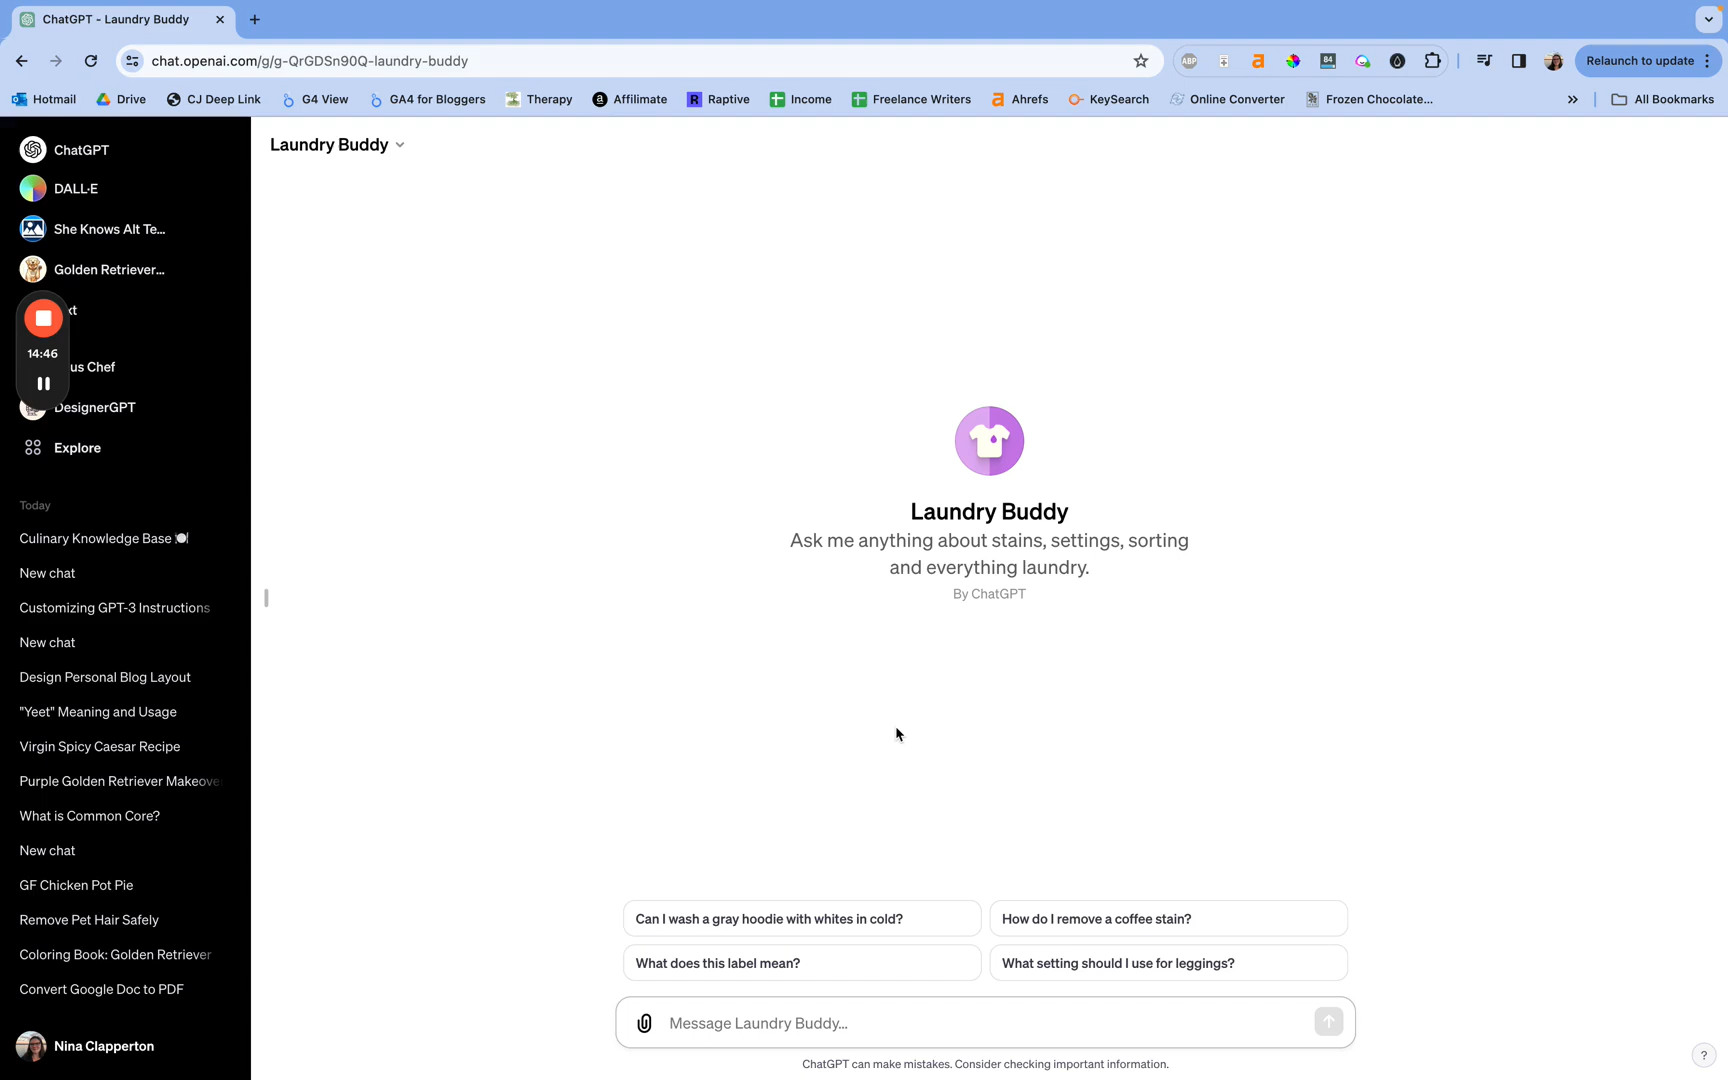 ChatGPT - Laundry Buddy
chat.openai.com/g/g-QrGDSn90Q-laundry-buddy
ABP
84
Relaunch to update
Hotmail
Drive
CJ Deep Link
G4 View
GA4 for Bloggers
Therapy
Affilimate
Raptive
Income
Freelance Writers
Ahrefs
KeySearch
Online Converter
Frozen Chocolate...
All Bookmarks
ChatGPT
DALL·E
She Knows Alt Te...
Golden Retriever...
xt
14:46
us Chef
DesignerGPT
Explore
Today
Culinary Knowledge Base 🍽️
New chat
Customizing GPT-3 Instructions
New chat
Design Personal Blog Layout
"Yeet" Meaning and Usage
Virgin Spicy Caesar Recipe
Purple Golden Retriever Makeove
What is Common Core?
New chat
GF Chicken Pot Pie
Remove Pet Hair Safely
Coloring Book: Golden Retriever
Convert Google Doc to PDF
Nina Clapperton
Laundry Buddy
Laundry Buddy
Ask me anything about stains, settings, sorting
and everything laundry.
By ChatGPT
Can I wash a gray hoodie with whites in cold?
How do I remove a coffee stain?
What does this label mean?
What setting should I use for leggings?
Message Laundry Buddy...
ChatGPT can make mistakes. Consider checking important information.
?